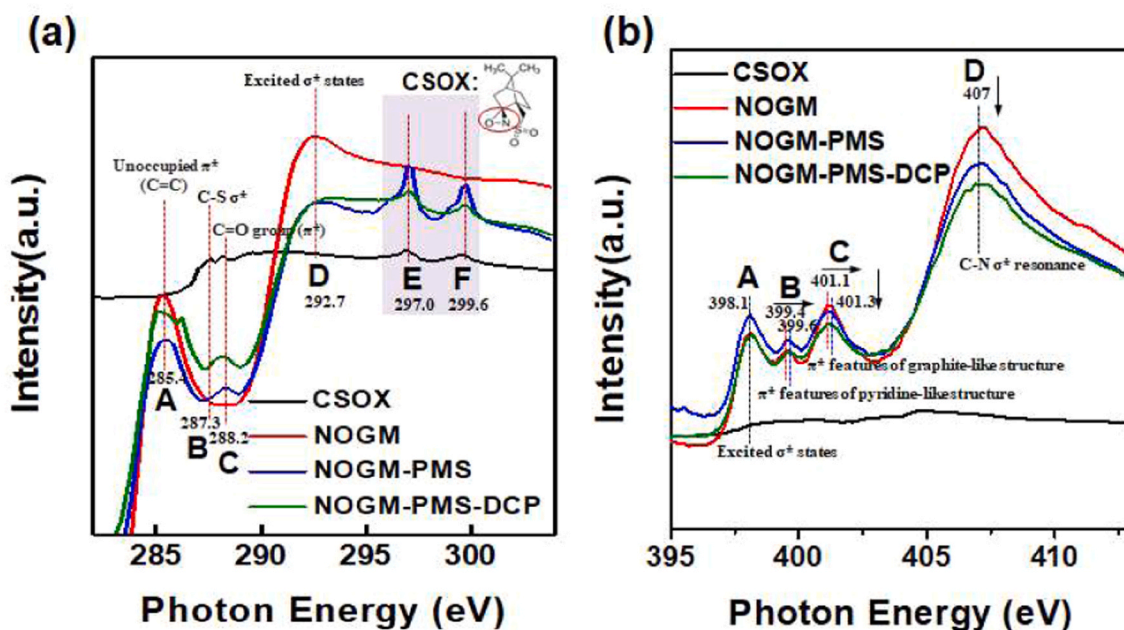 (a)
Excited σ* states
CSOX:
H₃C CH₃
O N
S=O
O
Unoccupied π*
(C=C)
C-S σ*
C=O group (π*)
D
292.7
E
297.0
F
299.6
285.4
A
287.3
B
288.2
C
CSOX
NOGM
NOGM-PMS
NOGM-PMS-DCP
Intensity(a.u.)
285 290 295 300
Photon Energy (eV)
(b)
CSOX
NOGM
NOGM-PMS
NOGM-PMS-DCP
D
407
C-N σ* resonance
A
398.1
B
399.4
399.6
C
401.1
401.3
π* features of graphite-like structure
π* features of pyridine-like structure
Excited σ* states
Intensity(a.u.)
395 400 405 410
Photon Energy (eV)